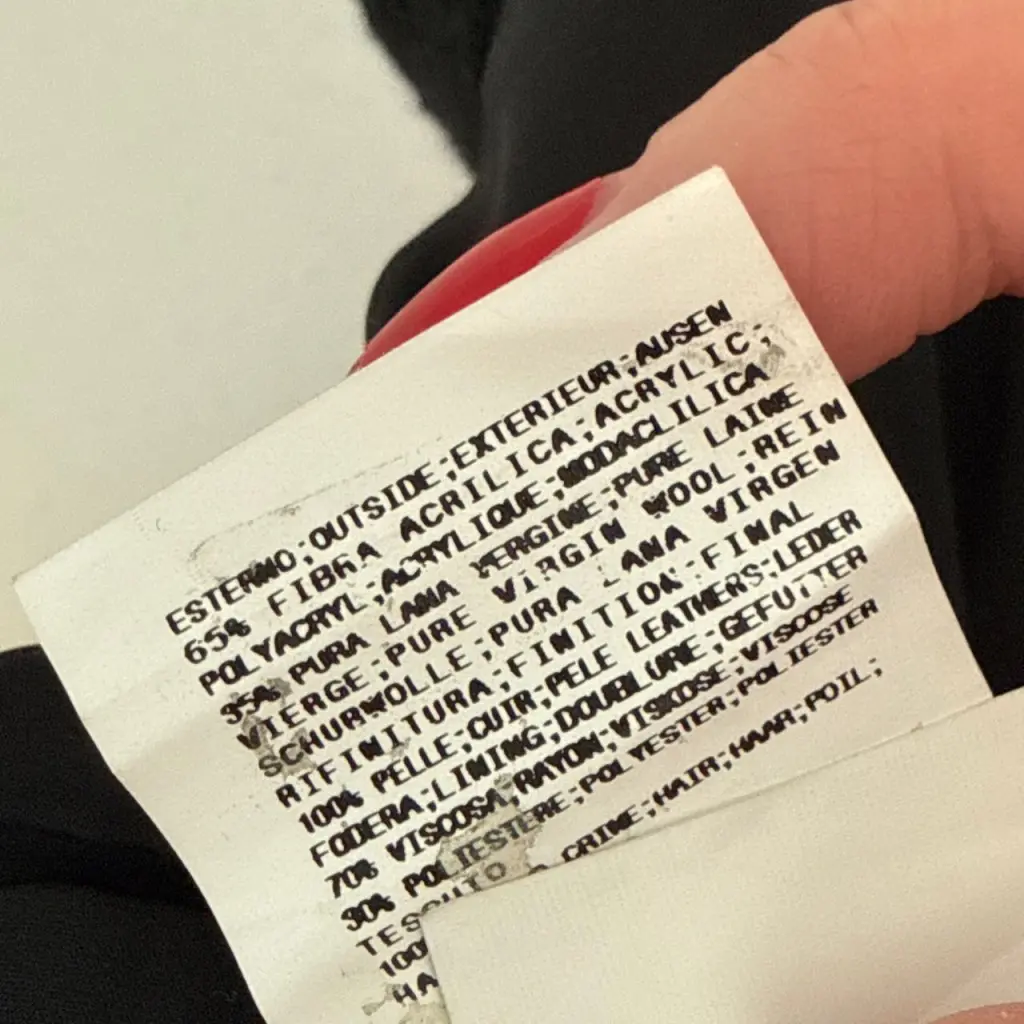 ESTERNO;OUTSIDE;EXTERIEUR;AUSEN
65% FIBRA ACRILICA;ACRYLIC;
POLYACRYL;ACRYLIQUE;MODACLILICA
35% PURA LANA VERGINE;PURE LAINE
VIERGE;PURE VIRGIN WOOL;REIN
SCHURWOLLE;PURA LANA VIRGEN
RIFINITURA;FINITION;FINAL
100% PELLE;CUIR;PELE LEATHERS;LEDER
FODERA;LINING;DOUBLURE;GEFUTTER
70% VISCOSA,RAYON;VISKOSE;VISCOSE
30% POLIESTERE;POLYESTER;POLIESTER
CRINE;HAIR;HAAR;POIL;
100
HA